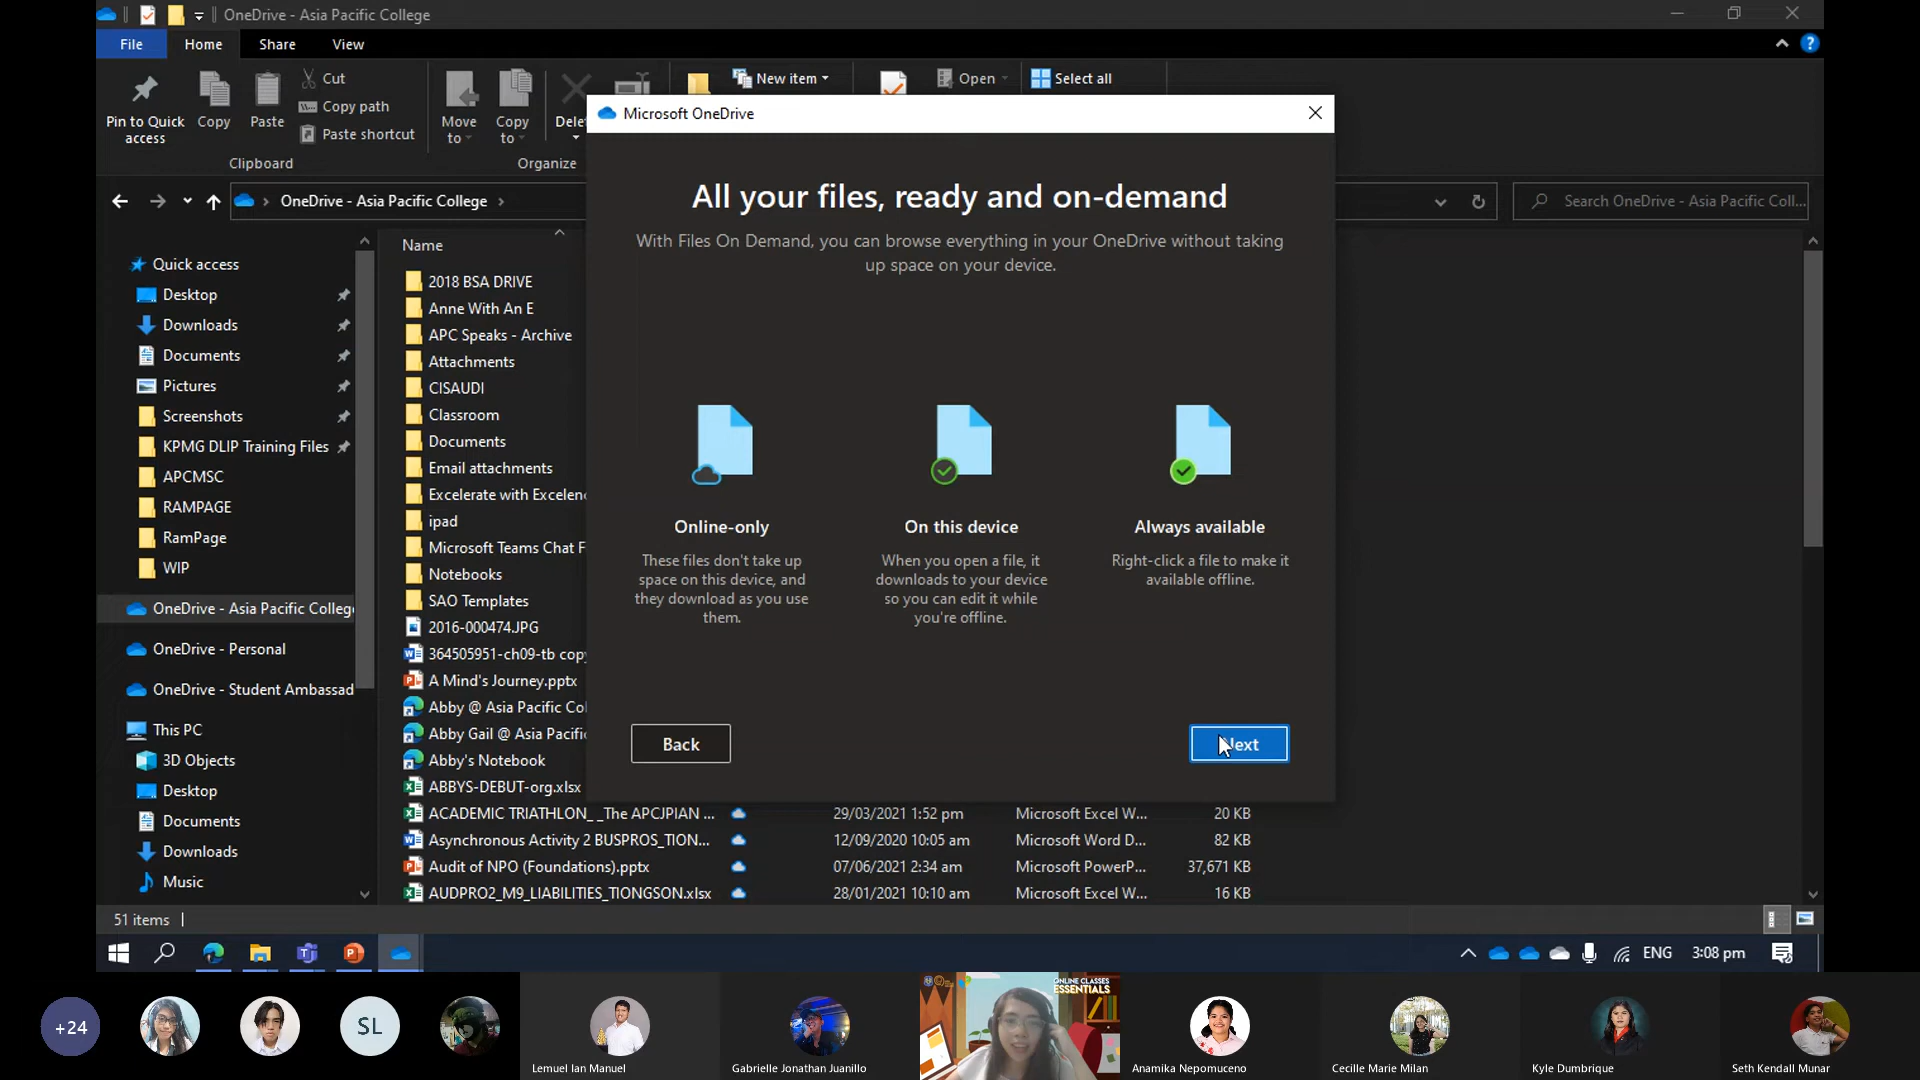 OneDrive - Asia Pacific College
File
Home
Share
View
Pin to Quick
access
Copy
Paste
Cut
Copy path
Paste shortcut
Clipboard
Move
to
Copy
to
Organize
New item
Open
Select all
OneDrive - Asia Pacific College
Search OneDrive - Asia Pacific Coll...
Quick access
Desktop
Downloads
Documents
Pictures
Screenshots
KPMG DLIP Training Files
APCMSC
RAMPAGE
RamPage
WIP
OneDrive - Asia Pacific College
OneDrive - Personal
OneDrive - Student Ambassad
This PC
3D Objects
Desktop
Documents
Downloads
Music
Name
2018 BSA DRIVE
Anne With An E
APC Speaks - Archive
Attachments
CISAUDI
Classroom
Documents
Email attachments
Excelerate with Excelenc
ipad
Microsoft Teams Chat F
Notebooks
SAO Templates
2016-000474.JPG
364505951-ch09-tb copy
A Mind's Journey.pptx
Abby @ Asia Pacific Col
Abby Gail @ Asia Pacific
Abby's Notebook
ABBYS-DEBUT-org.xlsx
ACADEMIC TRIATHLON_ _The APCJPIAN ... 29/03/2021 1:52 pm Microsoft Excel W... 20 KB
Asynchronous Activity 2 BUSPROS_TION... 12/09/2020 10:05 am Microsoft Word D... 82 KB
Audit of NPO (Foundations).pptx 07/06/2021 2:34 am Microsoft PowerP... 37,671 KB
AUDPRO2_M9_LIABILITIES_TIONGSON.xlsx 28/01/2021 10:10 am Microsoft Excel W... 16 KB
Microsoft OneDrive
All your files, ready and on-demand
With Files On Demand, you can browse everything in your OneDrive without taking
up space on your device.
Online-only
These files don't take up
space on this device, and
they download as you use
them.
On this device
When you open a file, it
downloads to your device
so you can edit it while
you're offline.
Always available
Right-click a file to make it
available offline.
Back
Next
51 items
ENG
3:08 pm
+24
SL
ONLINE CLASSES
ESSENTIALS
Lemuel Ian Manuel
Gabrielle Jonathan Juanillo
Anamika Nepomuceno
Cecille Marie Milan
Kyle Dumbrique
Seth Kendall Munar